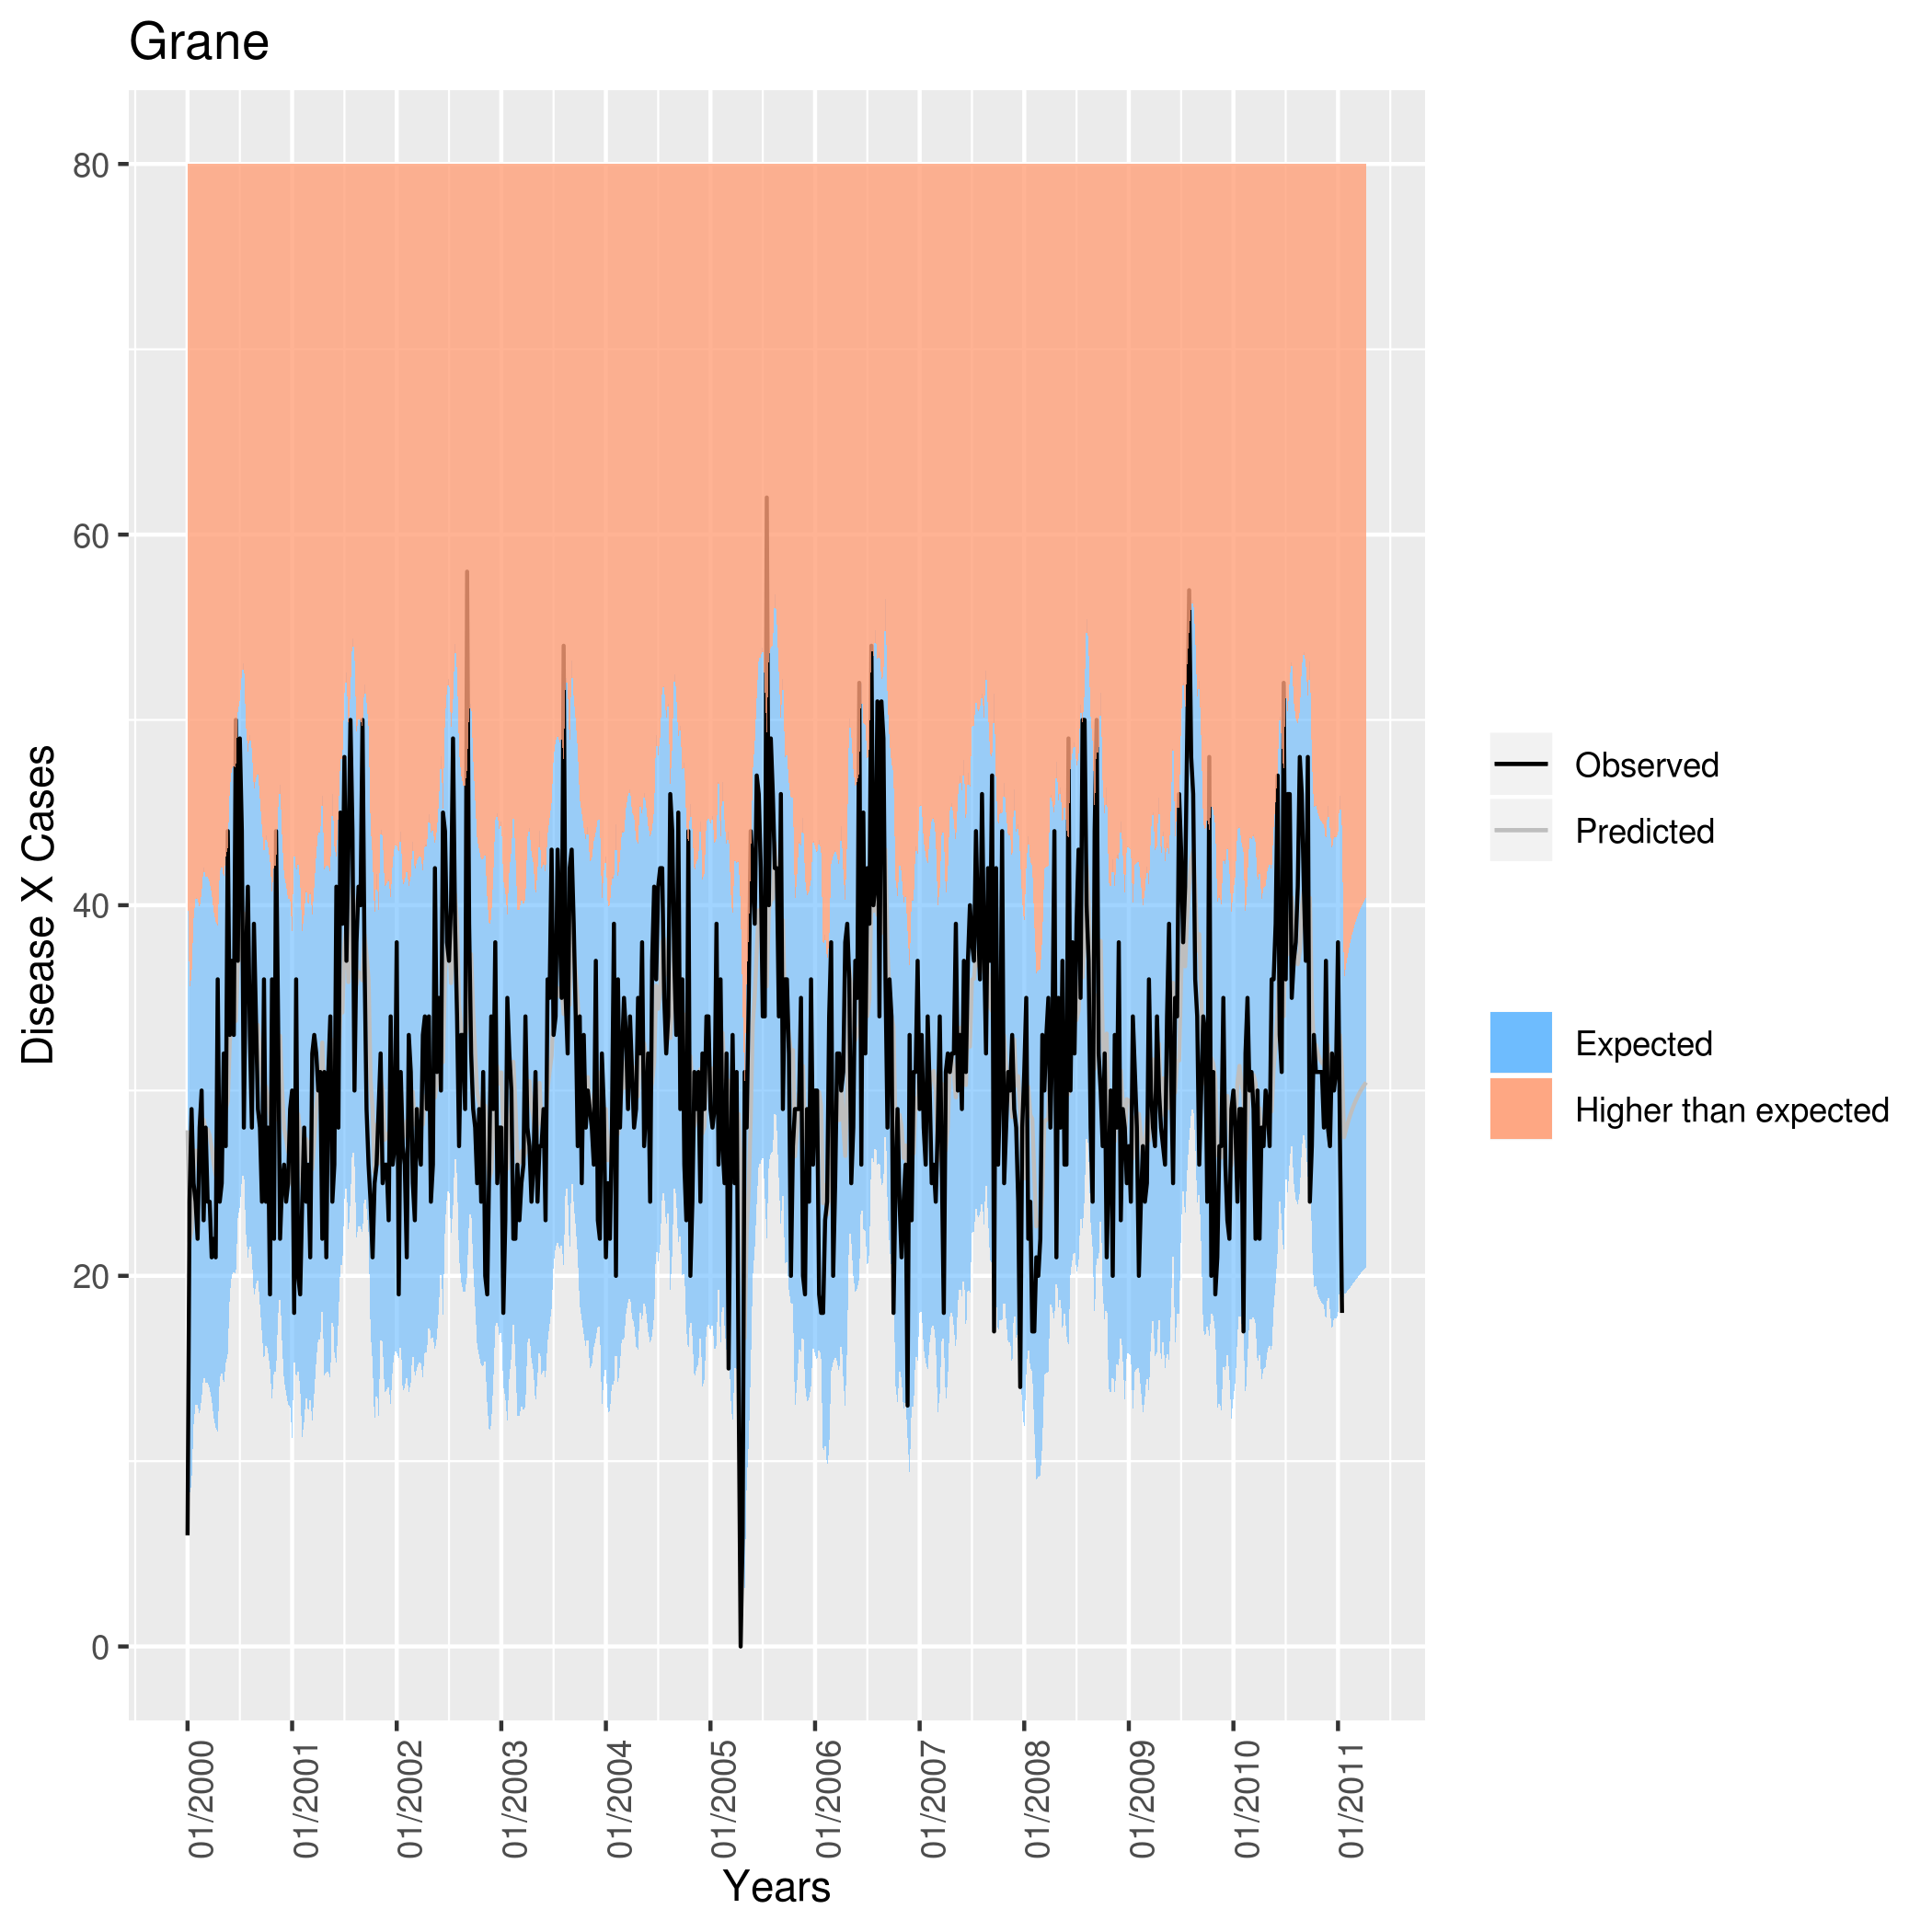 Grane
80
60
40
20
0
Disease X Cases
01/2000
01/2001
01/2002
01/2003
01/2004
01/2005
01/2006
01/2007
01/2008
01/2009
01/2010
01/2011
Years
Observed
Predicted
Expected
Higher than expected